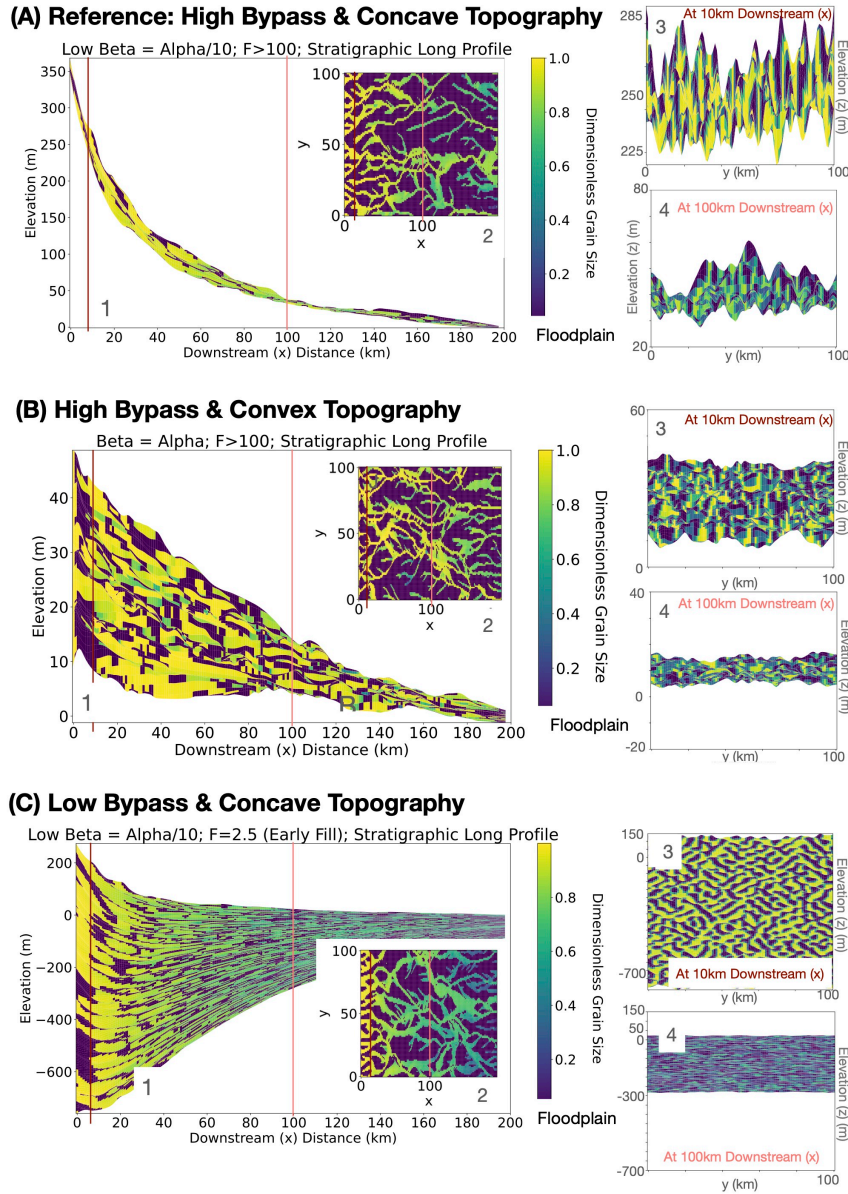 (A) Reference: High Bypass & Concave Topography
Low Beta = Alpha/10; F>100; Stratigraphic Long Profile
350
300
250
200
150
100
50
0
Elevation (m)
0 20 40 60 80 100 120 140 160 180 200
Downstream (x) Distance (km)
1
100
50
0
y
0 100
x
2
1.0
0.8
0.6
0.4
0.2
Dimensionless Grain Size
Floodplain
285
250
225
3
At 10km Downstream (x)
Elevation (z) (m)
0 y (km) 100
80
20
4
At 100km Downstream (x)
Elevation (z) (m)
0 y (km) 100
(B) High Bypass & Convex Topography
Beta = Alpha; F>100; Stratigraphic Long Profile
40
30
20
10
0
Elevation (m)
0 20 40 60 80 100 120 140 160 180 200
Downstream (x) Distance (km)
1
B
100
50
0
y
0 100
x
2
1.0
0.8
0.6
0.4
0.2
Dimensionless Grain Size
Floodplain
60
0
3
At 10km Downstream (x)
Elevation (z) (m)
y (km) 100
40
0
-20
4
At 100km Downstream (x)
Elevation (z) (m)
y (km) 100
(C) Low Bypass & Concave Topography
Low Beta = Alpha/10; F=2.5 (Early Fill); Stratigraphic Long Profile
200
0
−200
−400
−600
Elevation (m)
0 20 40 60 80 100 120 140 160 180 200
Downstream (x) Distance (km)
1
100
50
0
y
0 100
x
2
0.8
0.6
0.4
0.2
Dimensionless Grain Size
Floodplain
150
0
-700
3
At 10km Downstream (x)
Elevation (z) (m)
y (km) 100
150
50
0
-300
-700
4
At 100km Downstream (x)
Elevation (z) (m)
y (km) 100